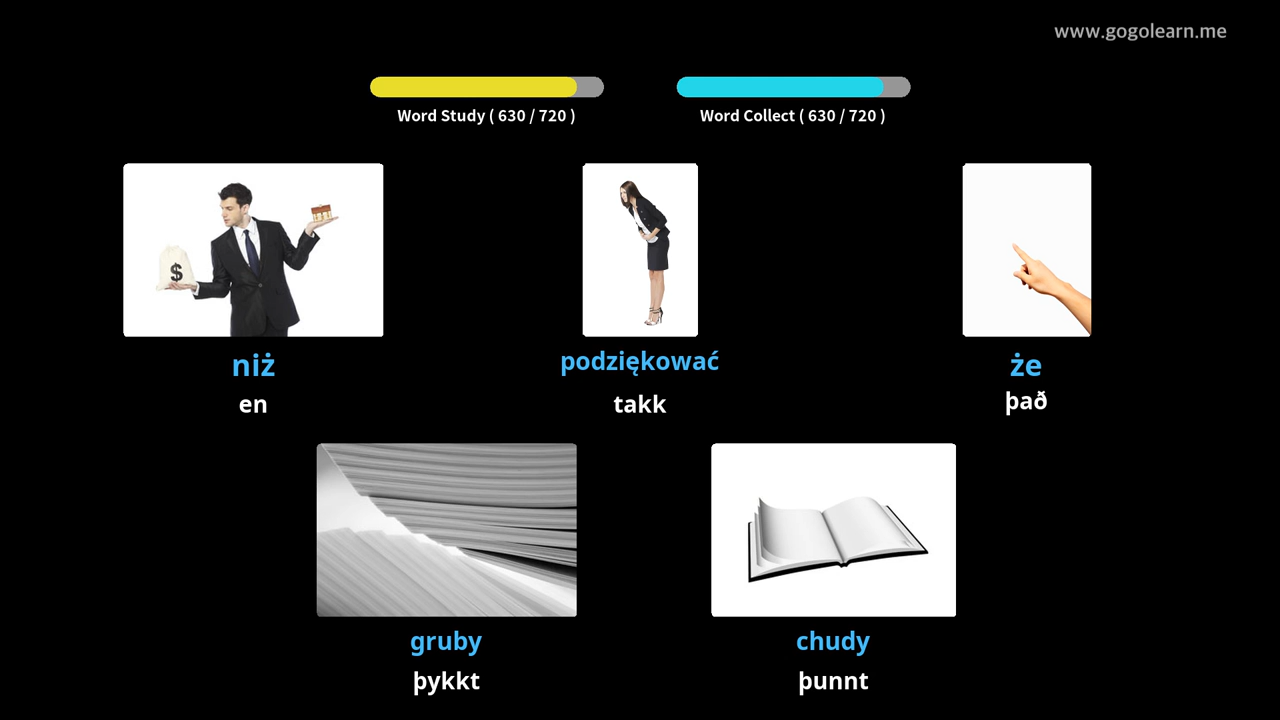 www.gogolearn.me
Word Study ( 630 / 720 )
Word Collect ( 630 / 720 )
$
niż
podziękować
że
en
takk
það
gruby
chudy
þykkt
þunnt